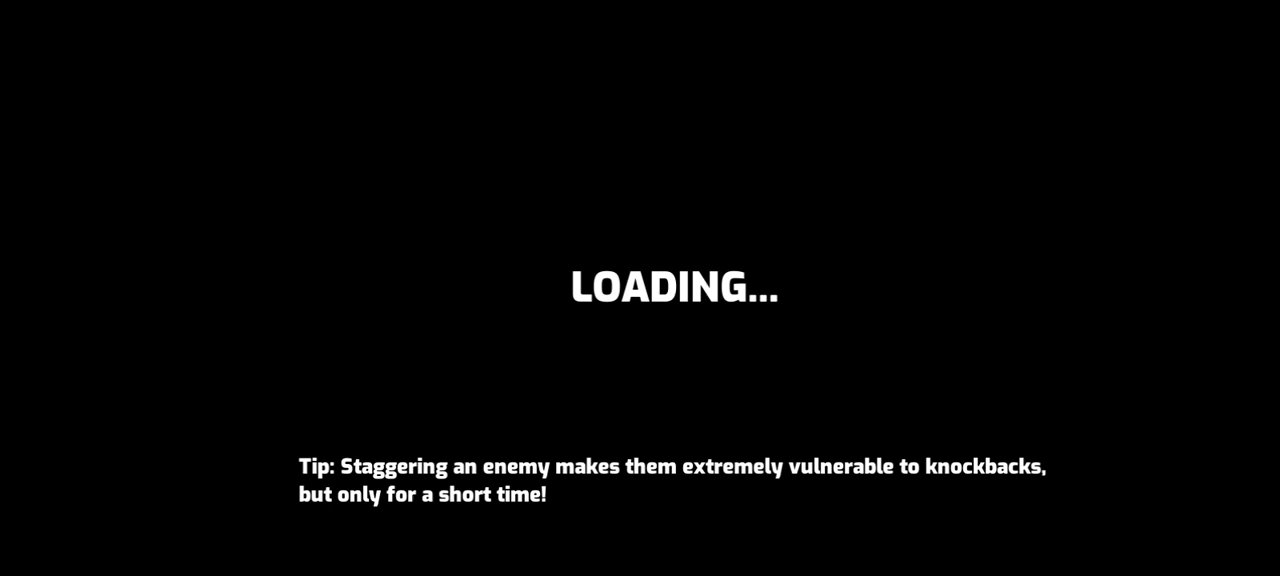 LOADING...
Tip: Staggering an enemy makes them extremely vulnerable to knockbacks,
but only for a short time!